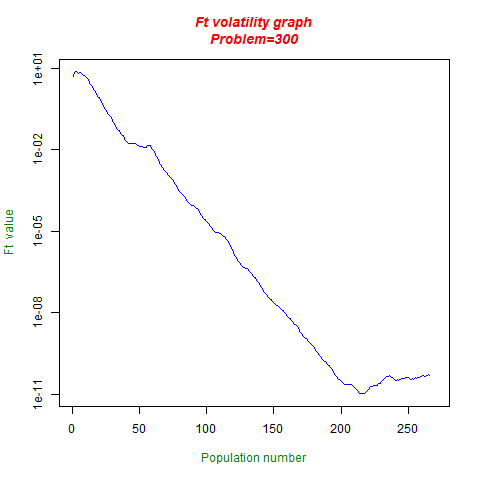 Ft volatility graph
Problem=300
1e+01
1e-02
1e-05
1e-08
1e-11
Ft value
0 50 100 150 200 250
Population number